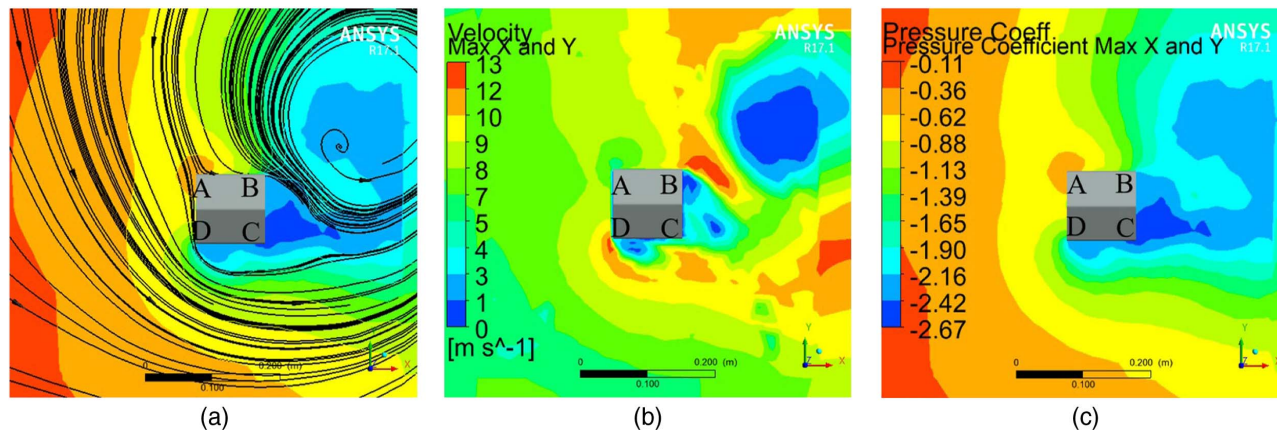 ANSYS
R17.1
A B
D C
Y
X
Z
0 0.200 (m)
0.100
(a)
Velocity
Max X and Y
ANSYS
R17.1
13
12
10
9
8
7
5
4
3
1
0
[m s^-1]
A B
D C
Y
X
Z
0 0.200 (m)
0.100
(b)
Pressure Coeff
Pressure Coefficient Max X and Y
ANSYS
R17.1
-0.11
-0.36
-0.62
-0.88
-1.13
-1.39
-1.65
-1.90
-2.16
-2.42
-2.67
A B
D C
Y
X
Z
0 0.200 (m)
0.100
(c)